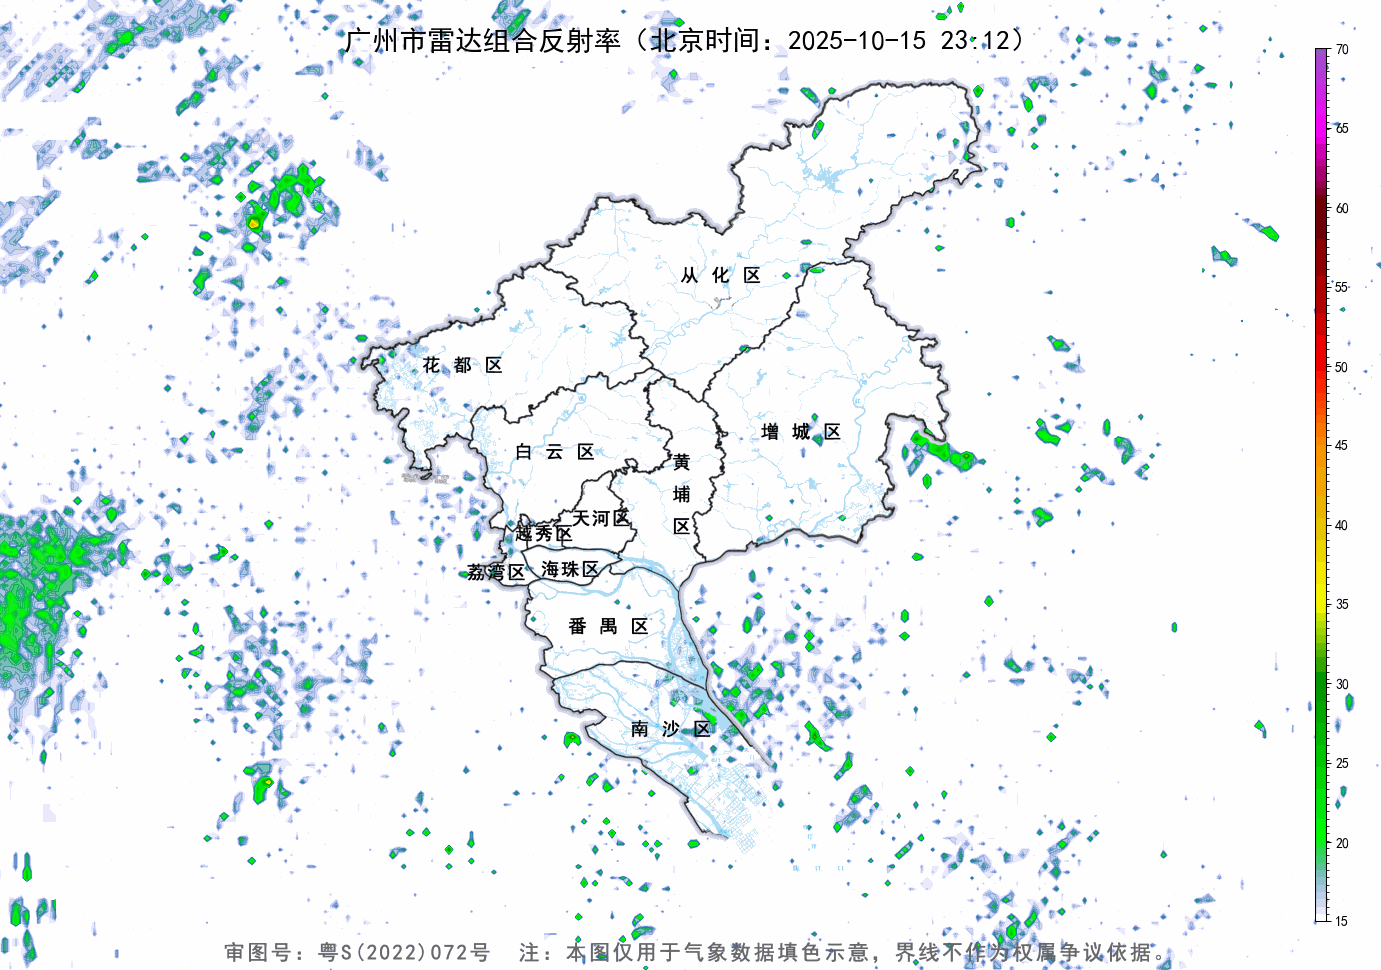 广州市雷达组合反射率（北京时间：2025-10-15 23:12）
70
65
60
55
50
45
40
35
30
25
20
15
从化区
花都区
增城区
白云区
黄埔区
天河区
越秀区
荔湾区
海珠区
番禺区
南沙区
审图号：粤S(2022)072号 注：本图仅用于气象数据填色示意，界线不作为权属争议依据。